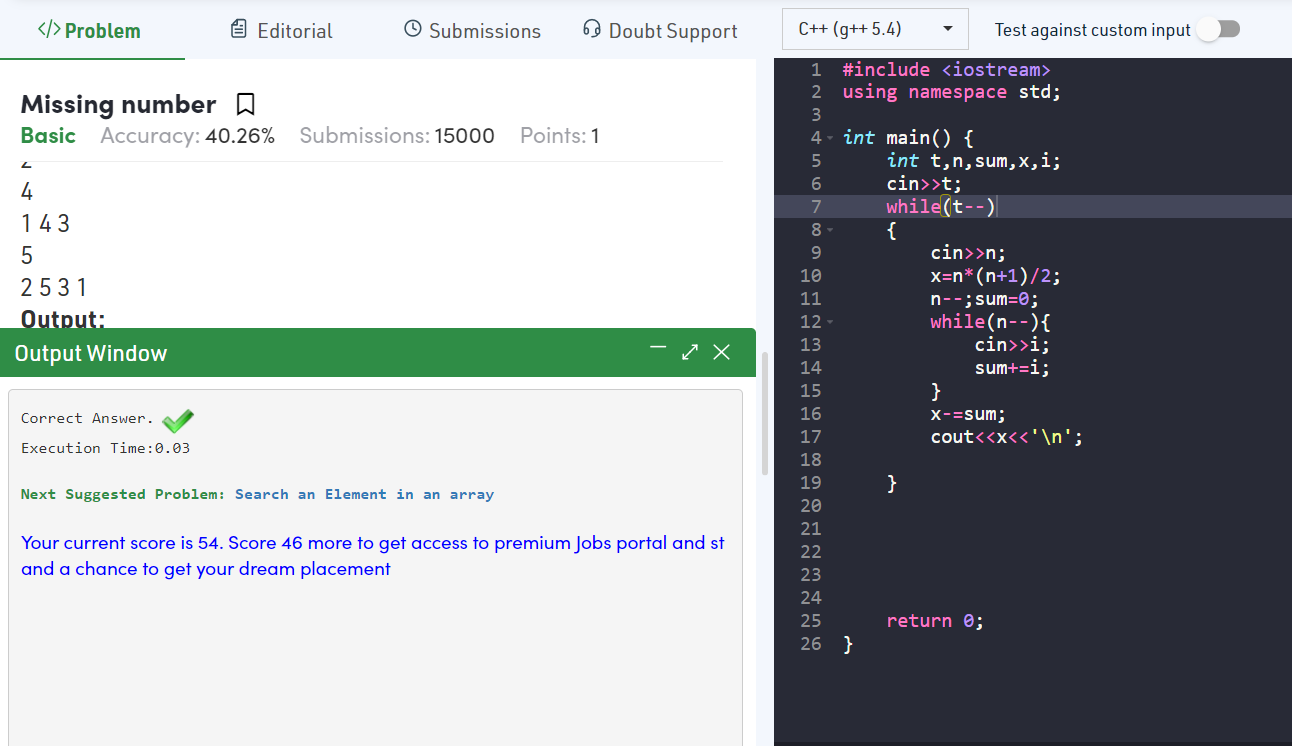 </> Problem
Editorial
Submissions
Doubt Support
C++ (g++ 5.4)
Test against custom input
Missing number
Basic Accuracy: 40.26% Submissions: 15000 Points: 1
2
4
1 4 3
5
2 5 3 1
Output:
Output Window
Correct Answer.
Execution Time:0.03
Next Suggested Problem: Search an Element in an array
Your current score is 54. Score 46 more to get access to premium Jobs portal and st
and a chance to get your dream placement
1 #include <iostream>
2 using namespace std;
3
4 int main() {
5 int t,n,sum,x,i;
6 cin>>t;
7 while(t--)
8 {
9 cin>>n;
10 x=n*(n+1)/2;
11 n--;sum=0;
12 while(n--){
13 cin>>i;
14 sum+=i;
15 }
16 x-=sum;
17 cout<<x<<'\n';
18
19 }
20
21
22
23
24
25 return 0;
26 }